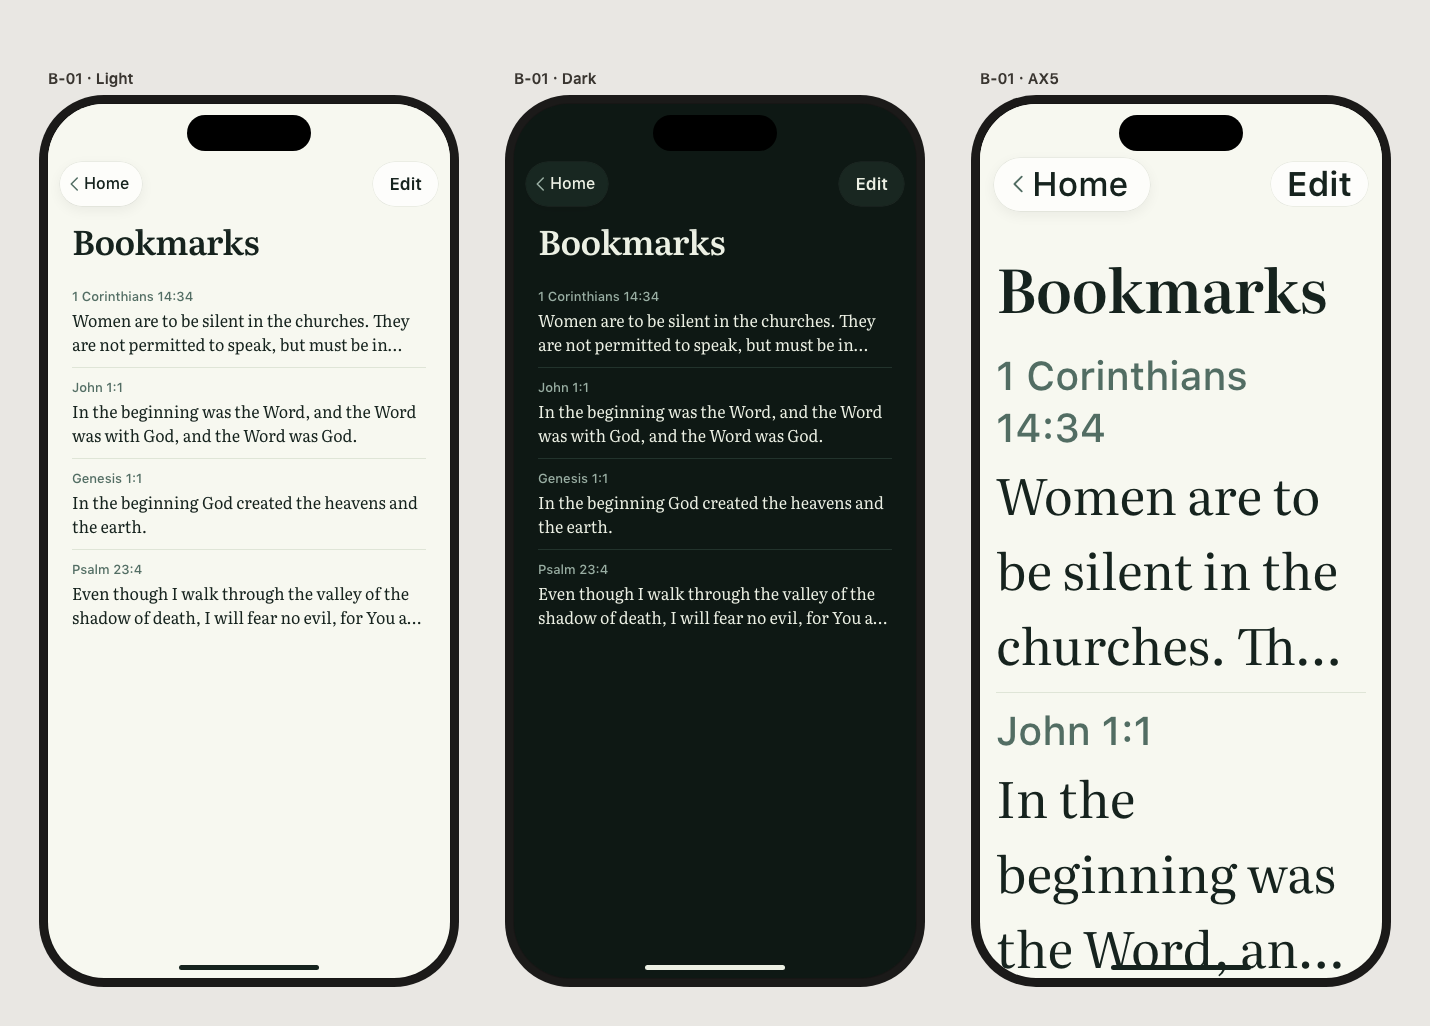 B-01 · Light
Home
Edit
Bookmarks
1 Corinthians 14:34
Women are to be silent in the churches. They
are not permitted to speak, but must be in…
John 1:1
In the beginning was the Word, and the Word
was with God, and the Word was God.
Genesis 1:1
In the beginning God created the heavens and
the earth.
Psalm 23:4
Even though I walk through the valley of the
shadow of death, I will fear no evil, for You a…
B-01 · Dark
Home
Edit
Bookmarks
1 Corinthians 14:34
Women are to be silent in the churches. They
are not permitted to speak, but must be in…
John 1:1
In the beginning was the Word, and the Word
was with God, and the Word was God.
Genesis 1:1
In the beginning God created the heavens and
the earth.
Psalm 23:4
Even though I walk through the valley of the
shadow of death, I will fear no evil, for You a…
B-01 · AX5
Home
Edit
Bookmarks
1 Corinthians
14:34
Women are to
be silent in the
churches. Th…
John 1:1
In the
beginning was
the Word, an…